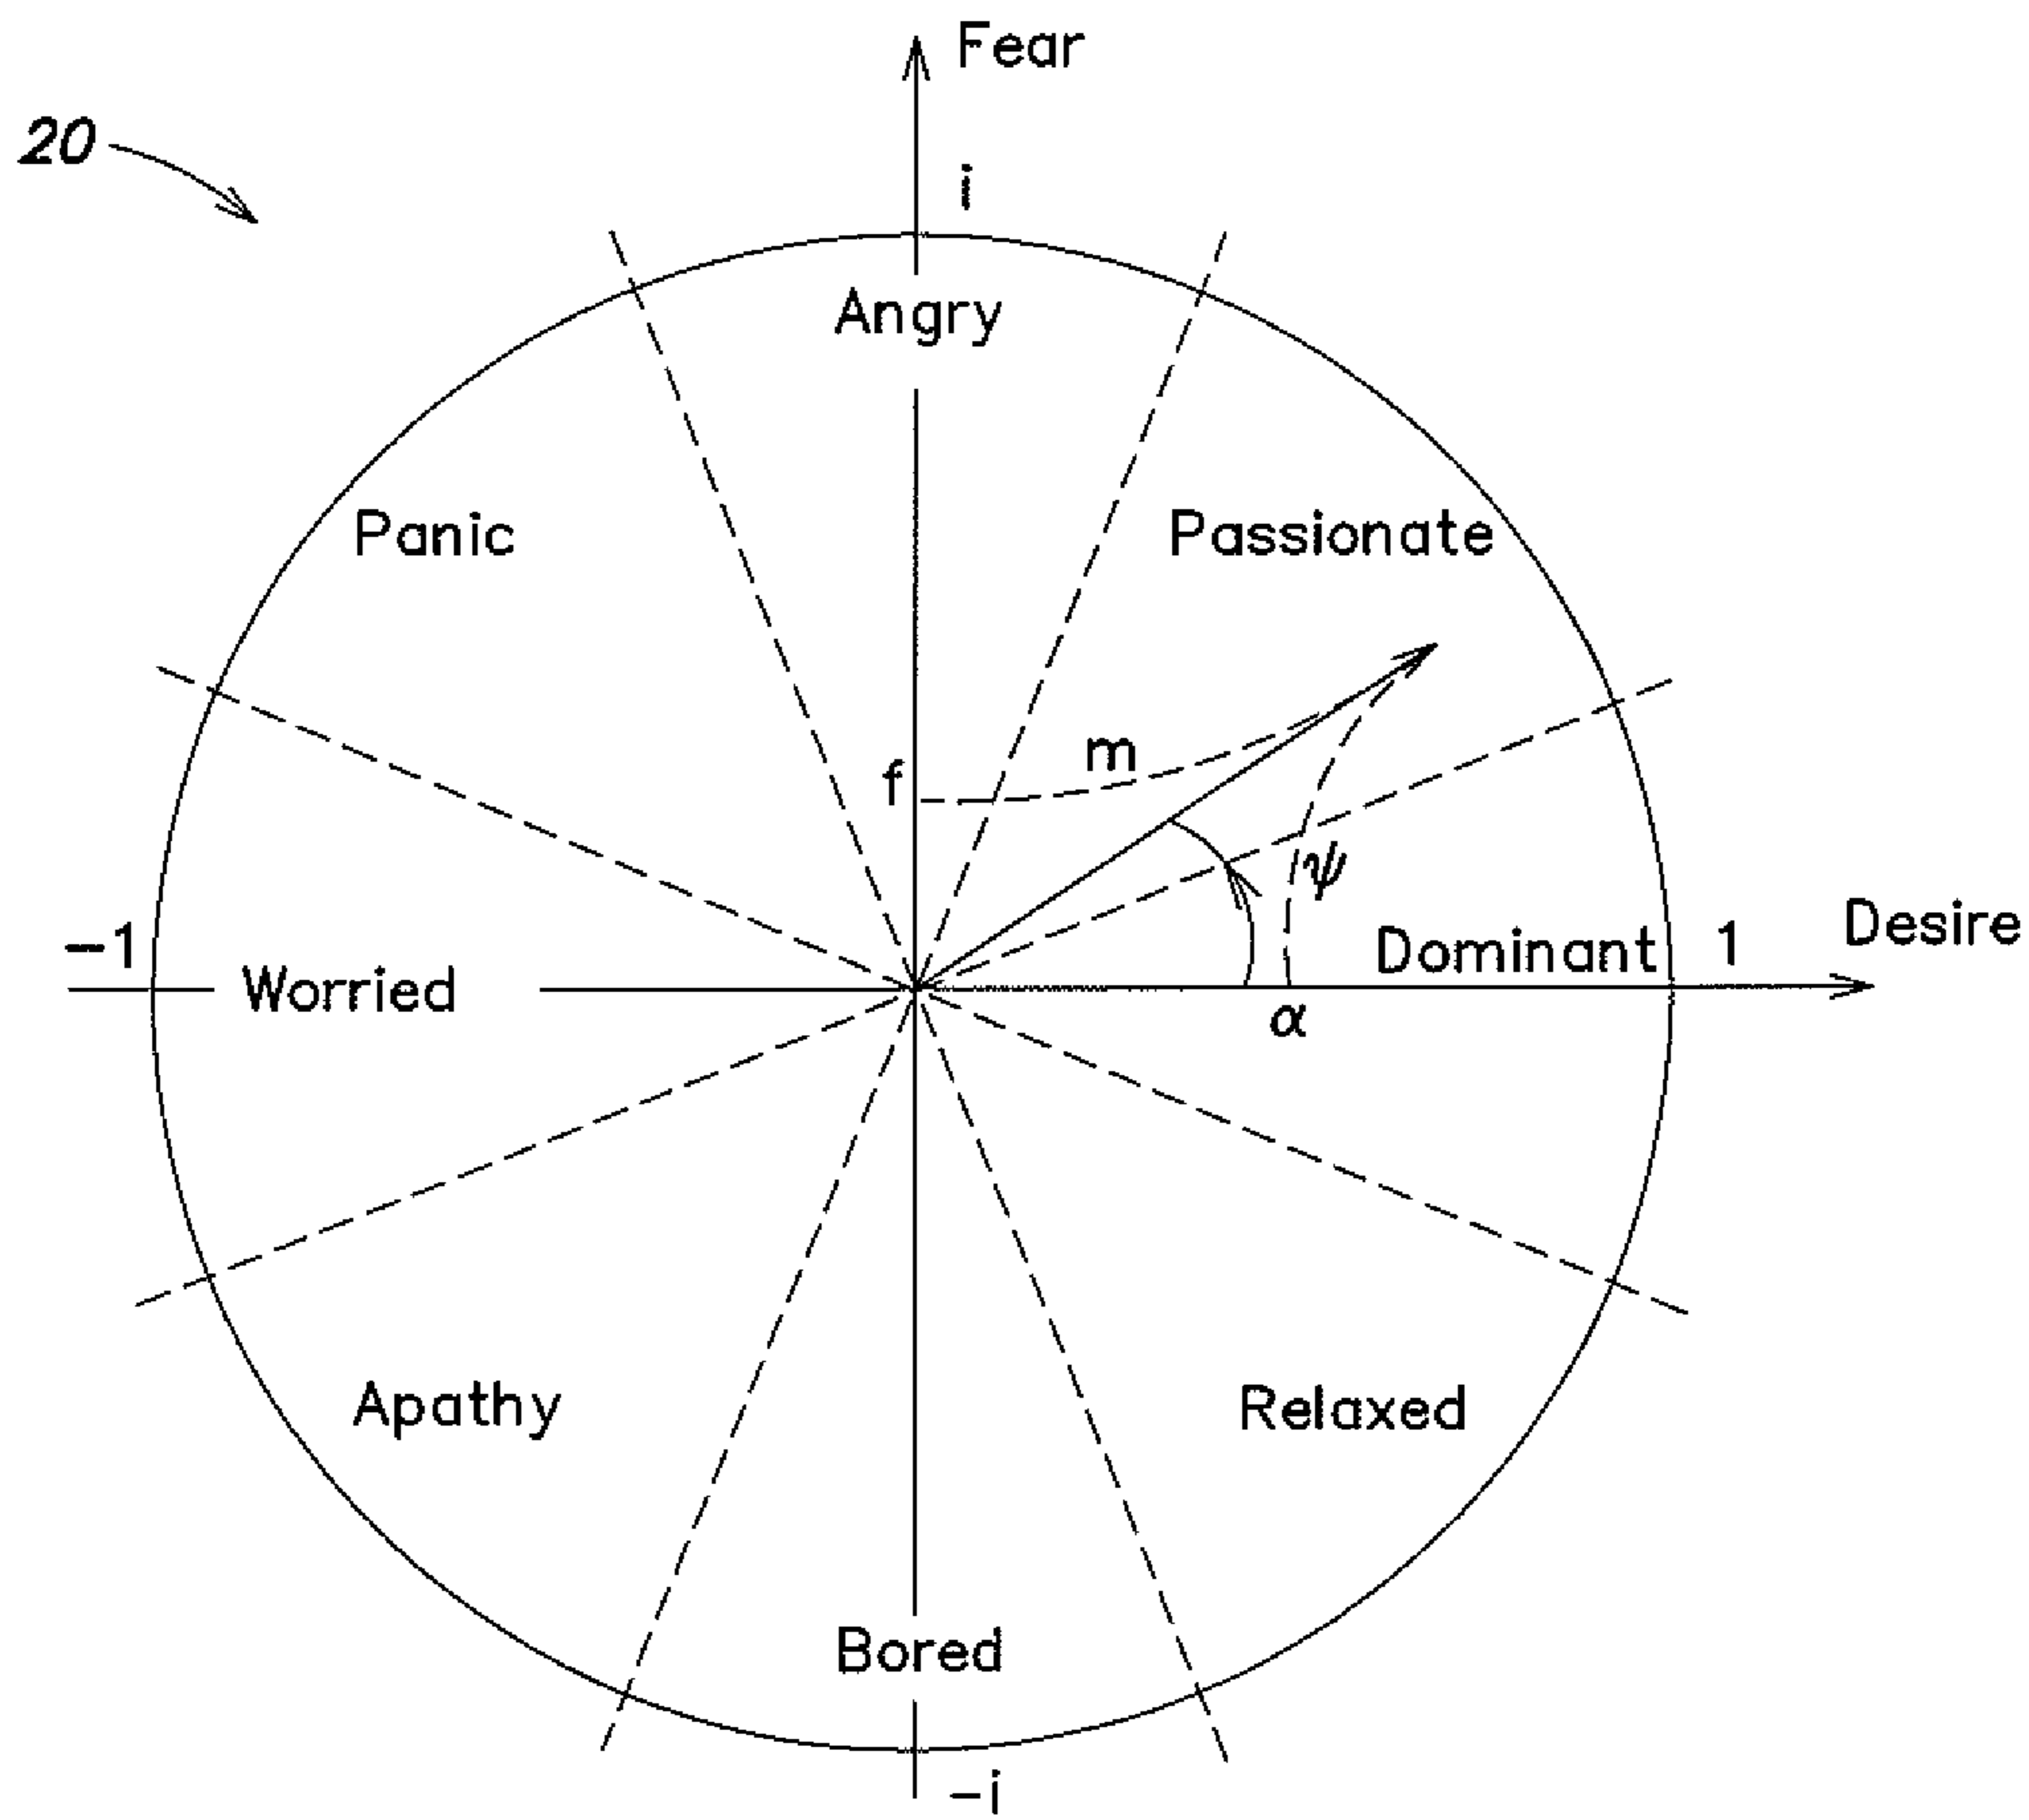 Fear
20
i
Angry
Panic
Passionate
m
f
ψ
-1
Desire
1
Dominant
Worried
α
Apathy
Relaxed
Bored
-i